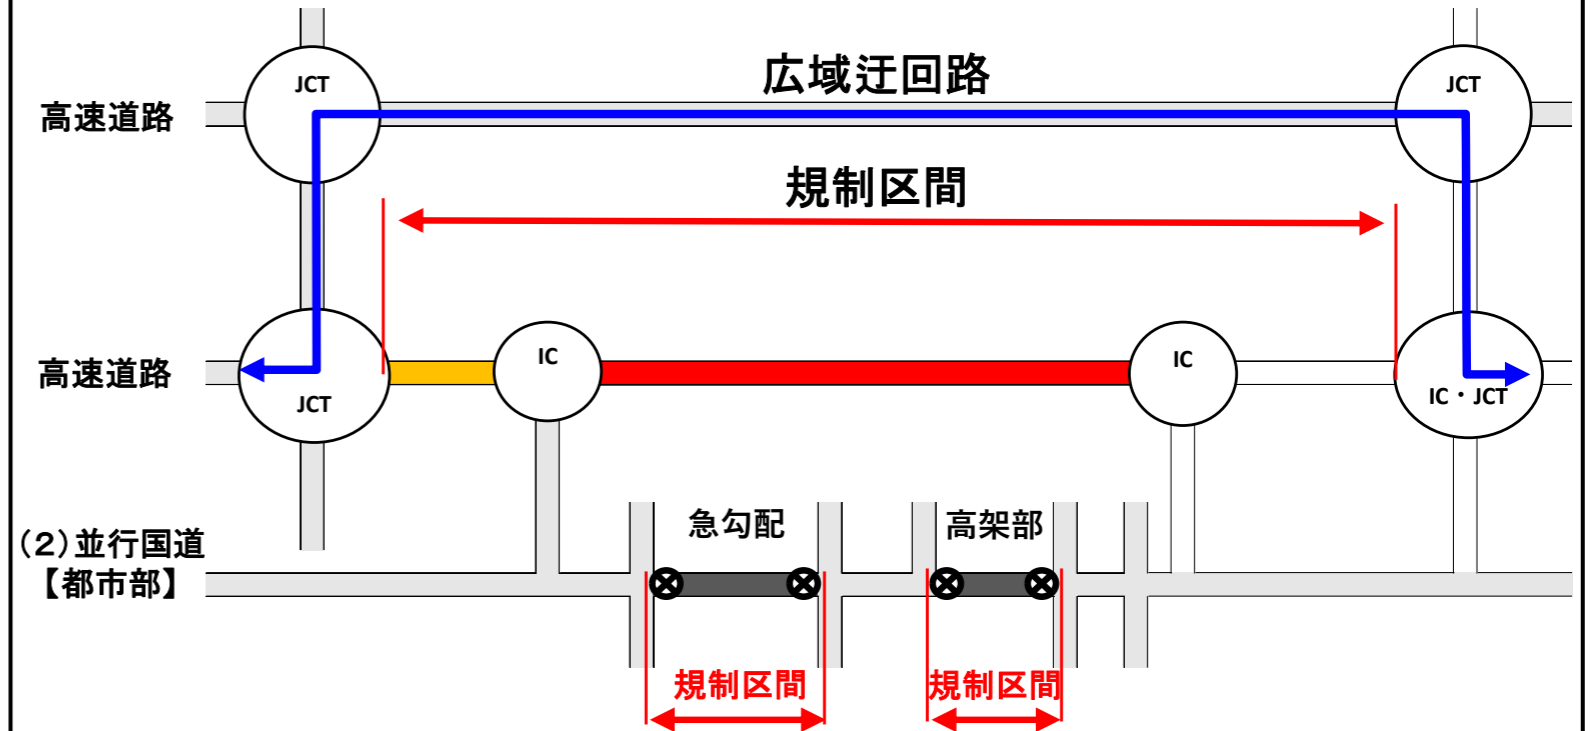 JCT
広域迂回路
JCT
高速道路
規制区間
高速道路
JCT
IC
IC
IC・JCT
(2)並行国道
【都市部】
急勾配
高架部
規制区間
規制区間